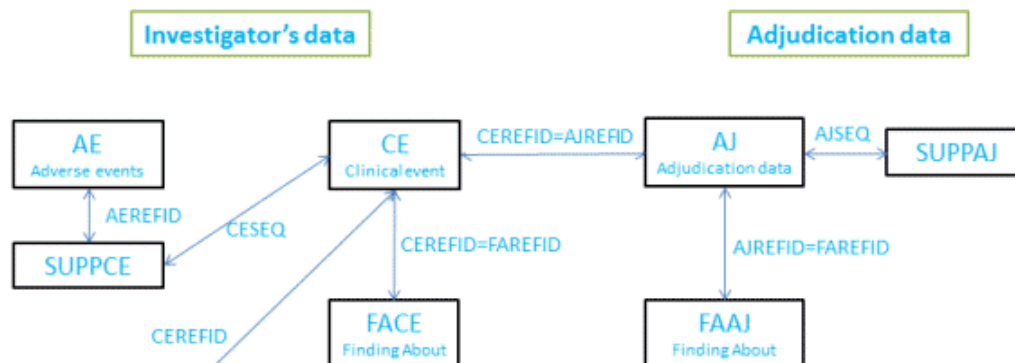 Investigator's data
Adjudication data
AE
Adverse events
CE
Clinical event
CEREFID=AJREFID
AJ
Adjudication data
AJSEQ
SUPPAJ
AEREFID
CESEQ
SUPPCE
CEREFID=FAREFID
AJREFID=FAREFID
CEREFID
FACE
Finding About
FAAJ
Finding About